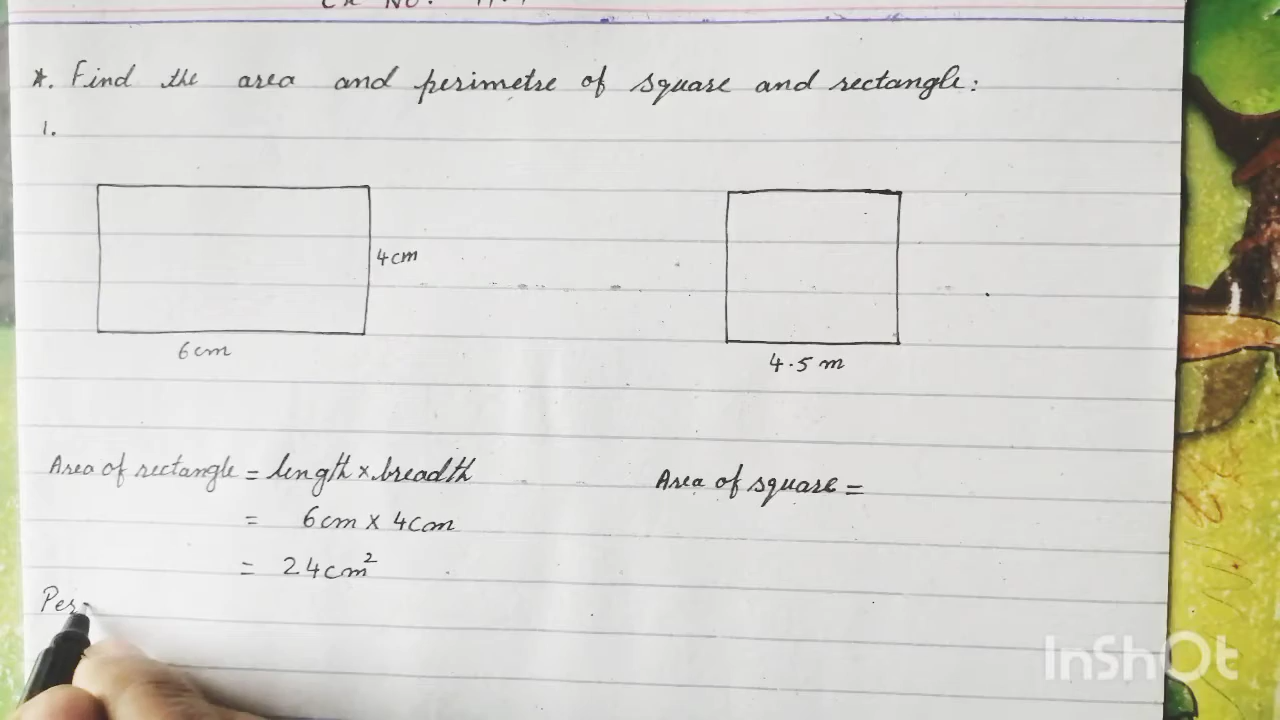 *. Find the area and perimetre of square and rectangle:
1.
4cm
6cm
4.5 m
Area of rectangle = length × breadth
= 6cm × 4cm
= 24cm²
Area of square =
Per
InShOt